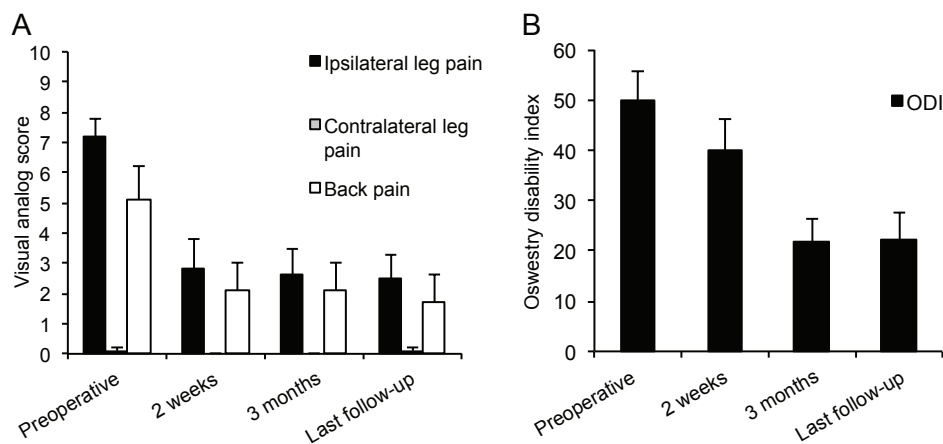 A
Visual analog score
10
9
8
7
6
5
4
3
2
1
0
Ipsilateral leg pain
Contralateral leg
pain
Back pain
Preoperative
2 weeks
3 months
Last follow-up
B
Oswestry disability index
60
50
40
30
20
10
0
ODI
Preoperative
2 weeks
3 months
Last follow-up